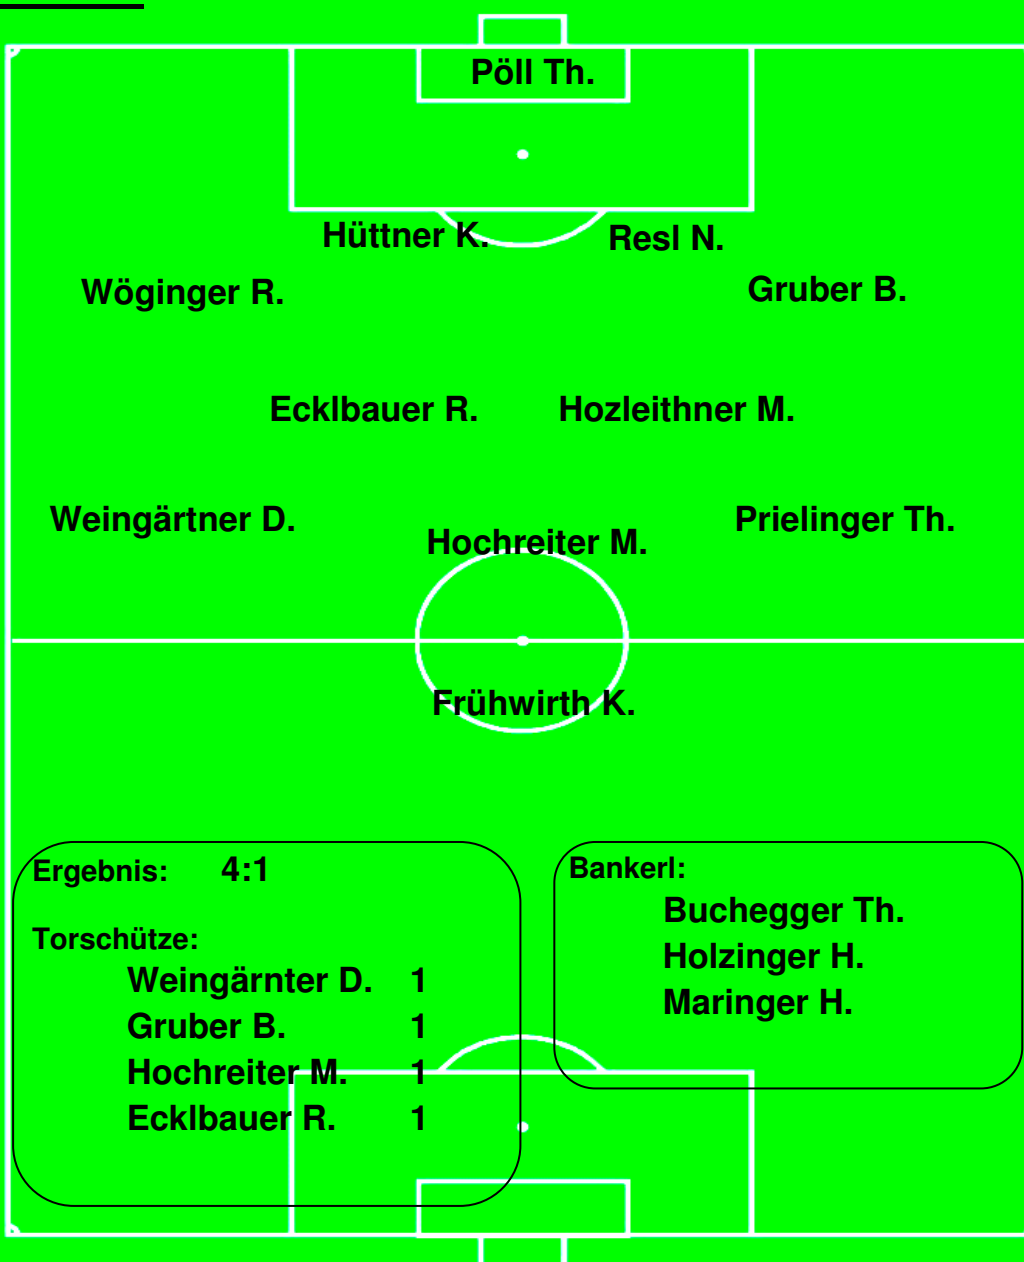 Pöll Th.
Hüttner K.
Resl N.
Wöginger R.
Gruber B.
Ecklbauer R.
Hozleithner M.
Weingärtner D.
Hochreiter M.
Prielinger Th.
Frühwirth K.
Ergebnis: 4:1
Torschütze:
Weingärnter D. 1
Gruber B. 1
Hochreiter M. 1
Ecklbauer R. 1
Bankerl:
Buchegger Th.
Holzinger H.
Maringer H.